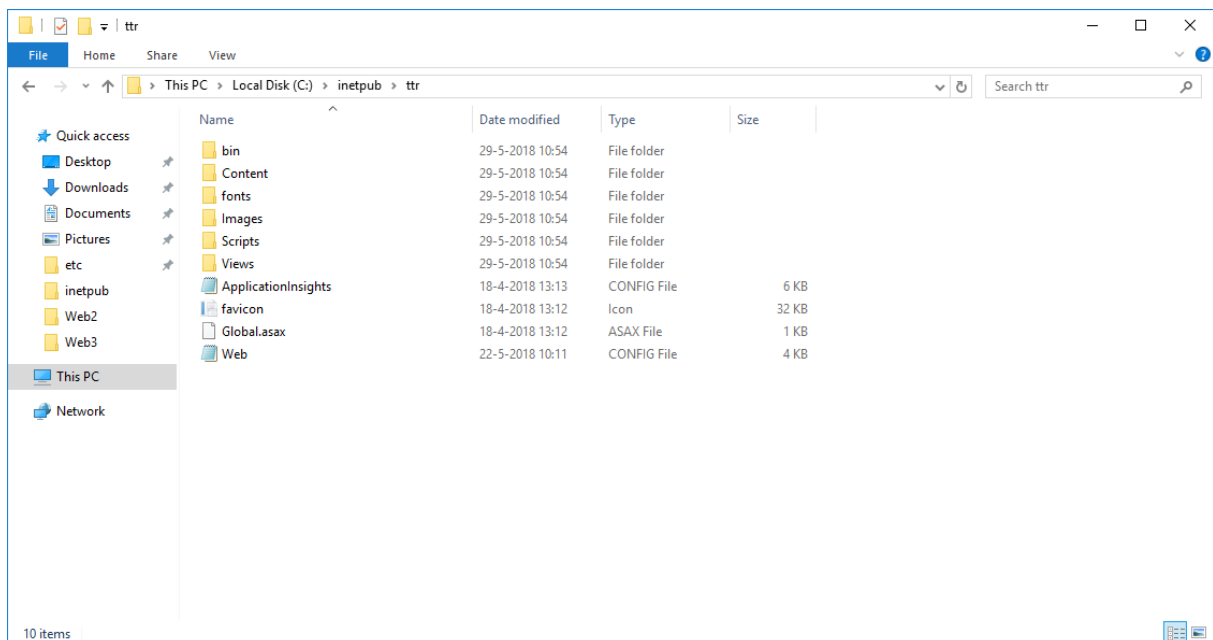 ttr
File Home Share View
This PC Local Disk (C:) inetpub ttr Search ttr
Name Date modified Type Size
Quick access
Desktop
Downloads
Documents
Pictures
etc
inetpub
Web2
Web3
This PC
Network
bin 29-5-2018 10:54 File folder
Content 29-5-2018 10:54 File folder
fonts 29-5-2018 10:54 File folder
Images 29-5-2018 10:54 File folder
Scripts 29-5-2018 10:54 File folder
Views 29-5-2018 10:54 File folder
ApplicationInsights 18-4-2018 13:13 CONFIG File 6 KB
favicon 18-4-2018 13:12 Icon 32 KB
Global.asax 18-4-2018 13:12 ASAX File 1 KB
Web 22-5-2018 10:11 CONFIG File 4 KB
10 items